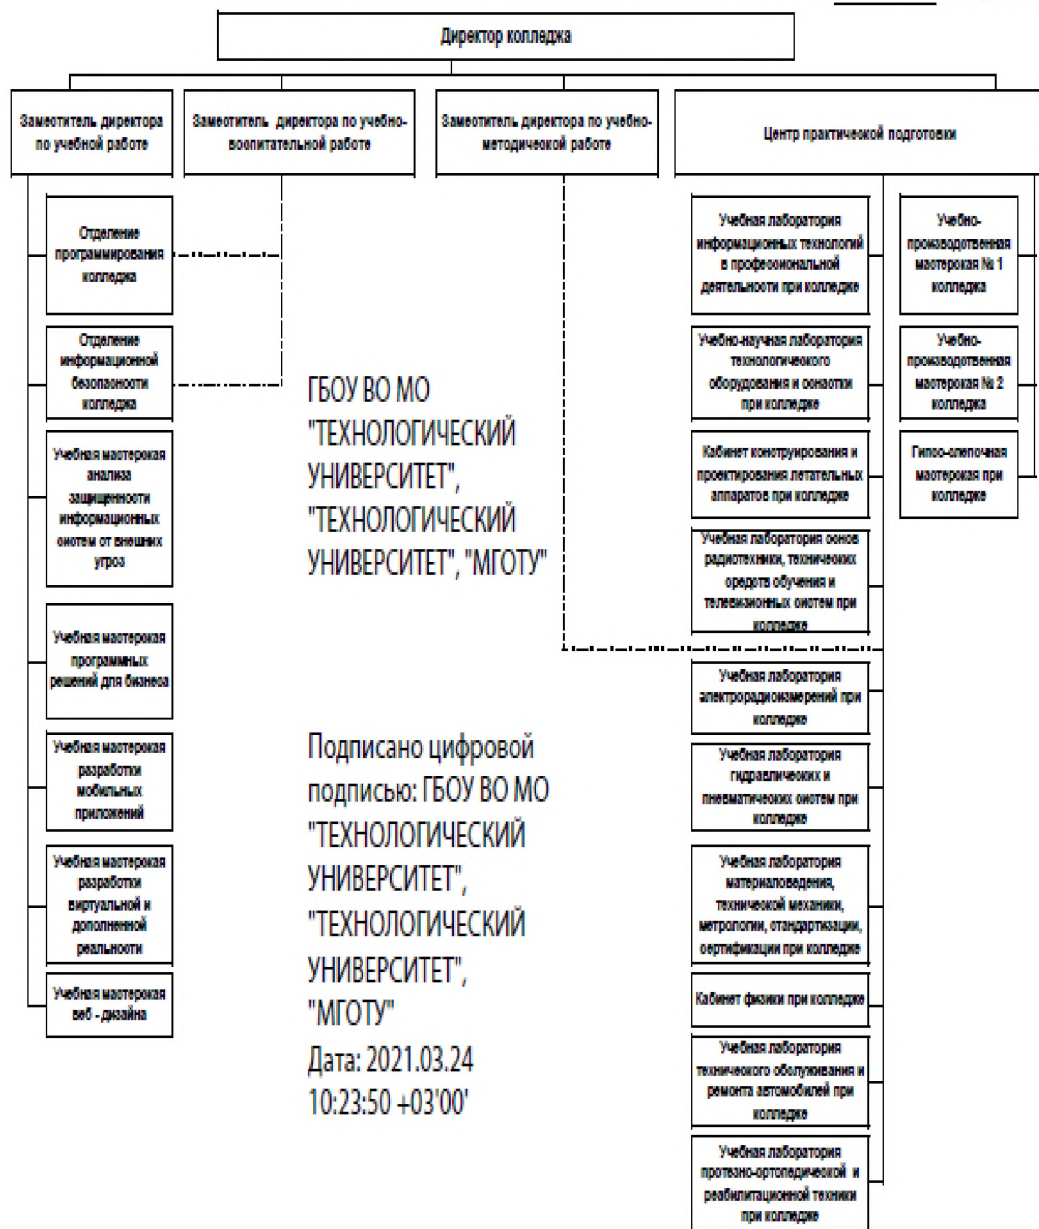 Директор колледжа
Заместитель директора
по учебной работе
Заместитель директора по учебно-
воспитательной работе
Заместитель директора по учебно-
методической работе
Центр практической подготовки
Отделение
программирования
колледжа
Отделение
информационной
безопасности
колледжа
Учебная мастерская
анализа
защищенности
информационных
систем от внешних
угроз
Учебная мастерская
программных
решений для бизнеса
Учебная мастерская
разработки
мобильных
приложений
Учебная мастерская
разработки
виртуальной и
дополненной
реальности
Учебная мастерская
веб - дизайна
ГБОУ ВО МО
"ТЕХНОЛОГИЧЕСКИЙ
УНИВЕРСИТЕТ",
"ТЕХНОЛОГИЧЕСКИЙ
УНИВЕРСИТЕТ", "МГОТУ"
Подписано цифровой
подписью: ГБОУ ВО МО
"ТЕХНОЛОГИЧЕСКИЙ
УНИВЕРСИТЕТ",
"ТЕХНОЛОГИЧЕСКИЙ
УНИВЕРСИТЕТ",
"МГОТУ"
Дата: 2021.03.24
10:23:50 +03'00'
Учебная лаборатория
информационных технологий
в профессиональной
деятельности при колледже
Учебно-научная лаборатория
технологического
оборудования и оснастки
при колледже
Кабинет конструирования и
проектирования летательных
аппаратов при колледже
Учебная лаборатория основ
радиотехники, технических
средств обучения и
телевизионных систем при
колледже
Учебная лаборатория
электрорадиоизмерений при
колледже
Учебная лаборатория
гидравлических и
пневматических систем при
колледже
Учебная лаборатория
материаловедения,
технической механики,
метрологии, стандартизации,
сертификации при колледже
Кабинет физики при колледже
Учебная лаборатория
технического обслуживания и
ремонта автомобилей при
колледже
Учебная лаборатория
протезно-ортопедической и
реабилитационной техники
при колледже
Учебно-
производственная
мастерская № 1
колледжа
Учебно-
производственная
мастерская № 2
колледжа
Гипсо-слепочная
мастерская при
колледже